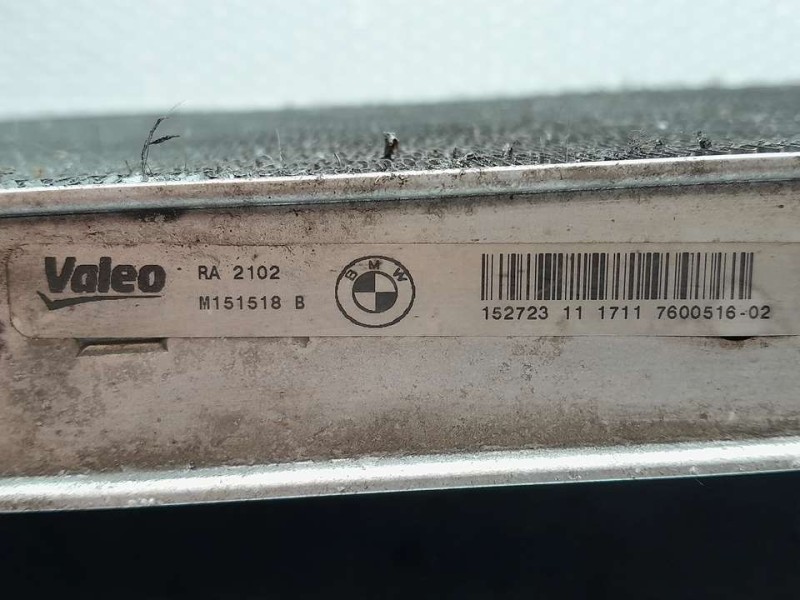 Valeo
RA 2102
M151518 B
BMW
152723 11 1711 7600516-02